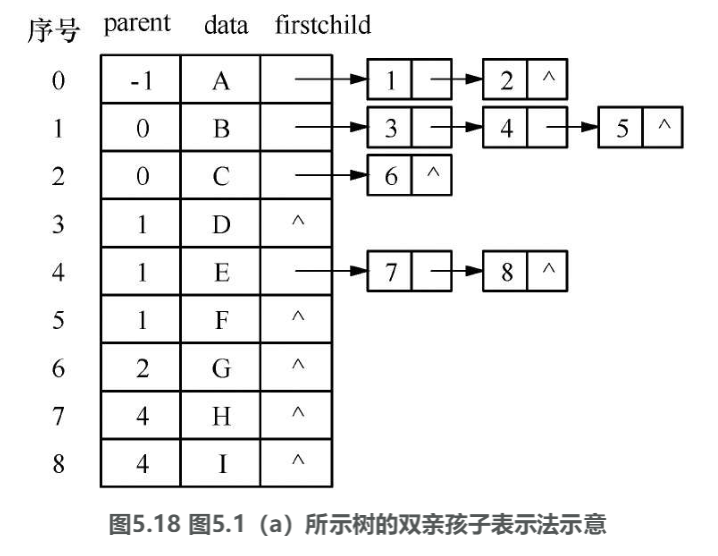 序号 parent data firstchild
0 -1 A 1 2 ^
1 0 B 3 4 5 ^
2 0 C 6 ^
3 1 D ^
4 1 E 7 8 ^
5 1 F ^
6 2 G ^
7 4 H ^
8 4 I ^
图5.18 图5.1（a）所示树的双亲孩子表示法示意